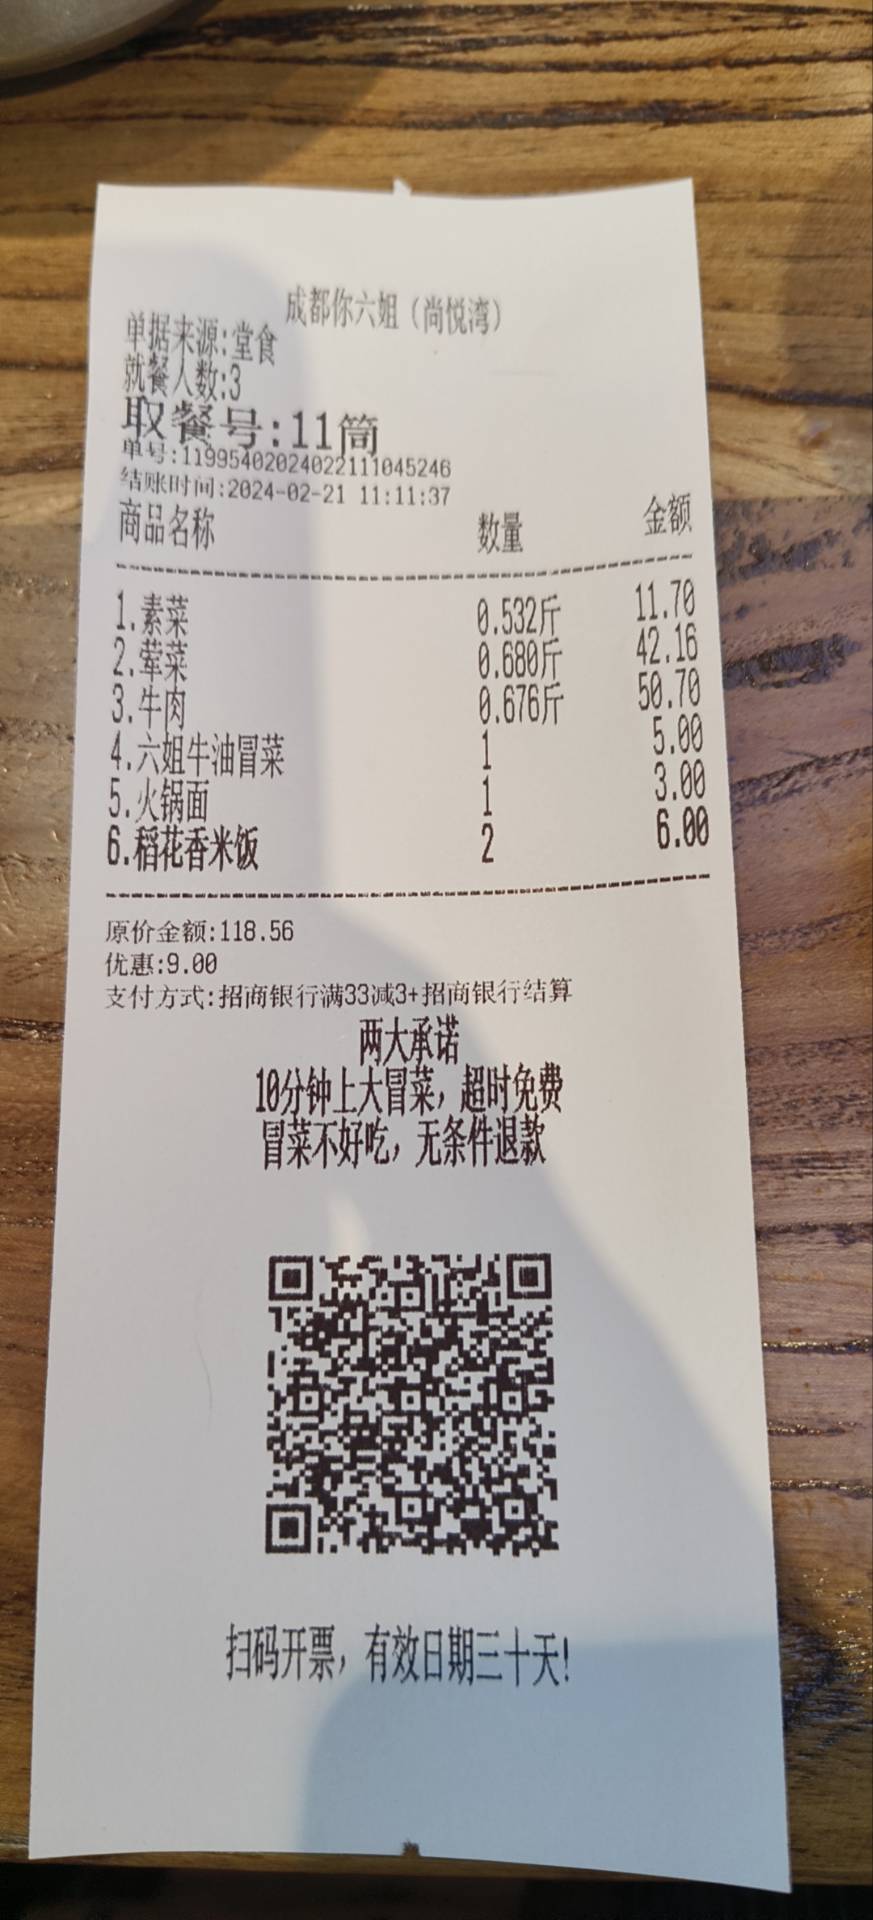 成都你六姐（尚悦湾）
单据来源:堂食
就餐人数:3
取餐号:11筒
单号:11995402024022111045246
结账时间:2024-02-21 11:11:37
商品名称 数量 金额
1.素菜 0.532斤 11.70
2.荤菜 0.680斤 42.16
3.牛肉 0.676斤 50.70
4.六姐牛油冒菜 1 5.00
5.火锅面 1 3.00
6.稻花香米饭 2 6.00
原价金额:118.56
优惠:9.00
支付方式:招商银行满33减3+招商银行结算
两大承诺
10分钟上大冒菜，超时免费
冒菜不好吃，无条件退款
扫码开票，有效日期三十天!